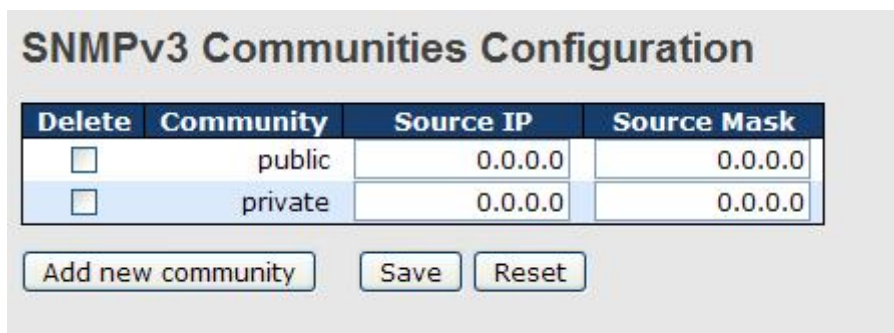 SNMPv3 Communities Configuration
Delete Community Source IP Source Mask
public 0.0.0.0 0.0.0.0
private 0.0.0.0 0.0.0.0
Add new community Save Reset